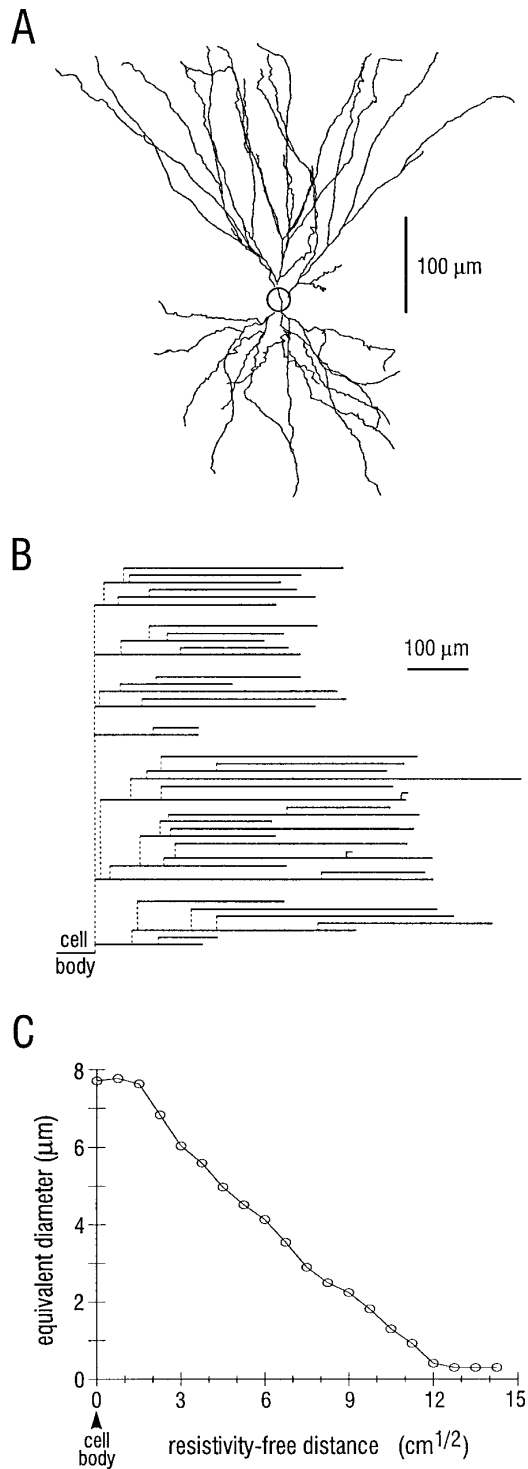 A
100 μm
B
100 μm
cell
body
C
equivalent diameter (μm)
8
6
4
2
0
0 3 6 9 12 15
cell
body
resistivity-free distance (cm1/2)